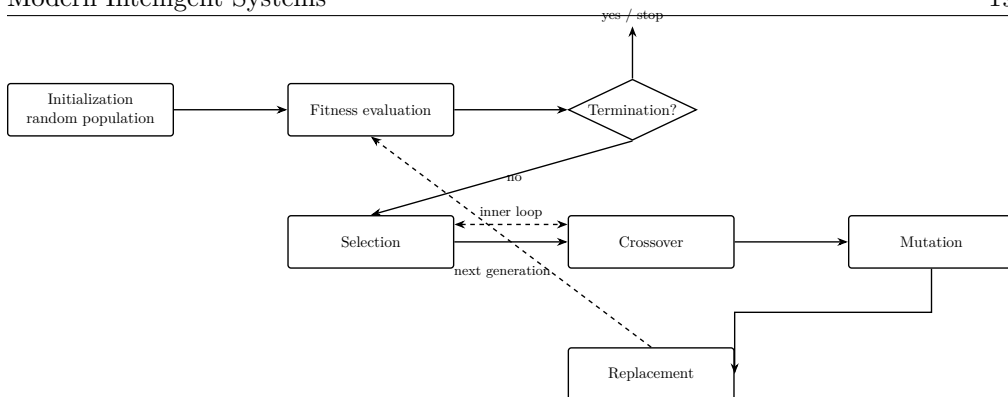 Modern Intelligent Systems
yes / stop
Initialization
random population
Fitness evaluation
Termination?
no
inner loop
Selection
Crossover
Mutation
next generation
Replacement